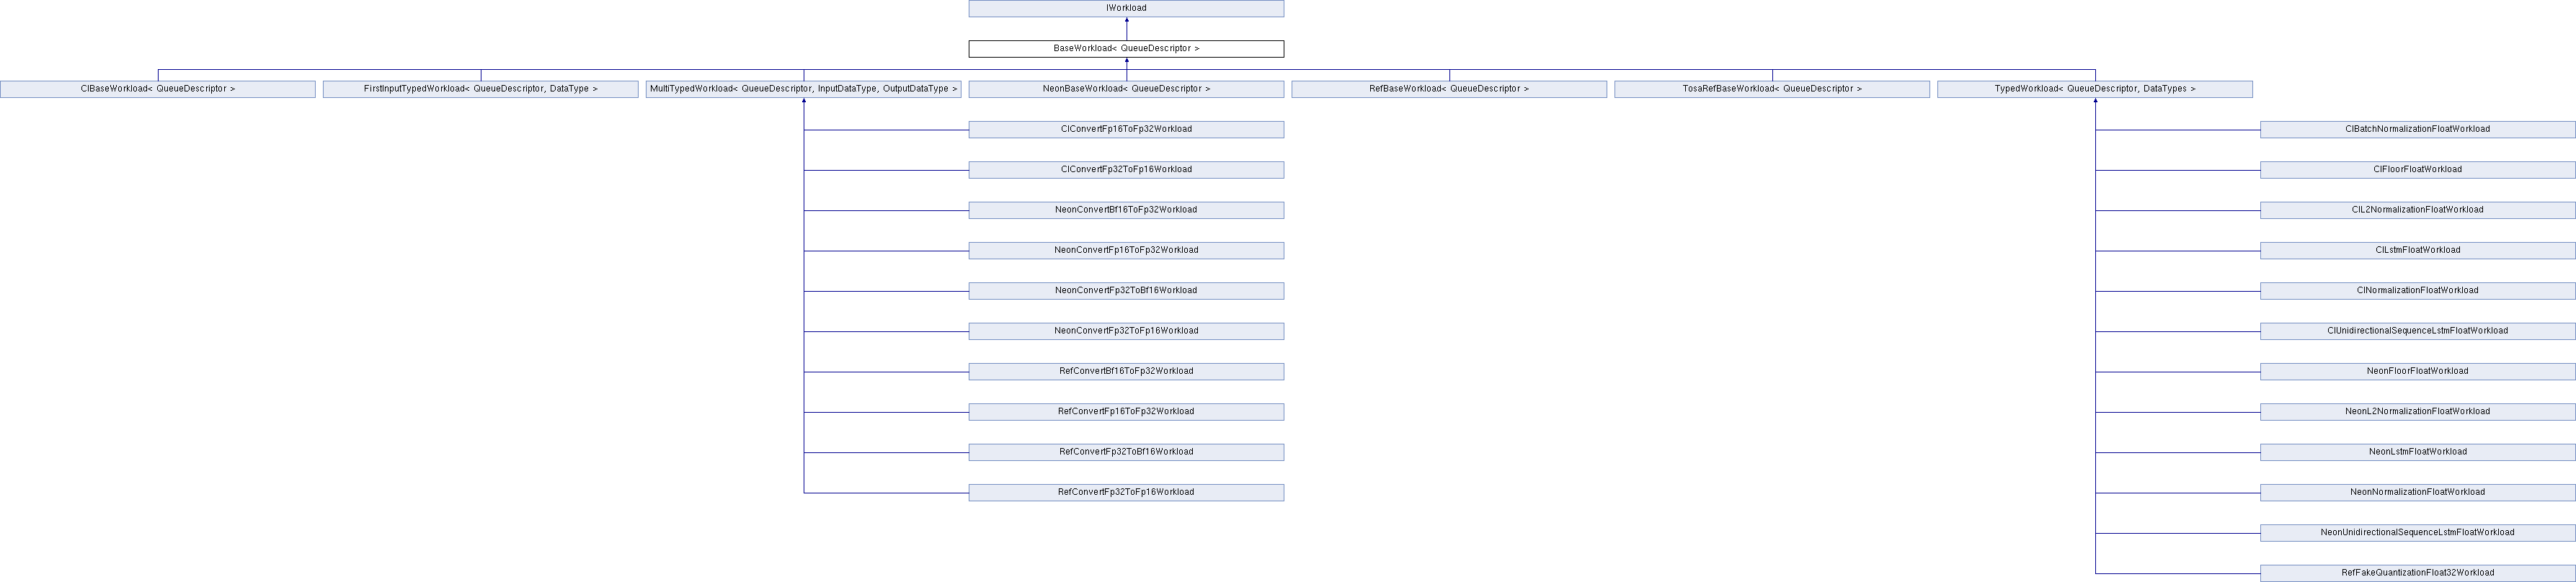 IWorkload
BaseWorkload< QueueDescriptor >
ClBaseWorkload< QueueDescriptor >
FirstInputTypedWorkload< QueueDescriptor, DataType >
MultiTypedWorkload< QueueDescriptor, InputDataType, OutputDataType >
NeonBaseWorkload< QueueDescriptor >
RefBaseWorkload< QueueDescriptor >
TosaRefBaseWorkload< QueueDescriptor >
TypedWorkload< QueueDescriptor, DataTypes >
ClConvertFp16ToFp32Workload
ClConvertFp32ToFp16Workload
NeonConvertBf16ToFp32Workload
NeonConvertFp16ToFp32Workload
NeonConvertFp32ToBf16Workload
NeonConvertFp32ToFp16Workload
RefConvertBf16ToFp32Workload
RefConvertFp16ToFp32Workload
RefConvertFp32ToBf16Workload
RefConvertFp32ToFp16Workload
ClBatchNormalizationFloatWorkload
ClFloorFloatWorkload
ClL2NormalizationFloatWorkload
ClLstmFloatWorkload
ClNormalizationFloatWorkload
ClUnidirectionalSequenceLstmFloatWorkload
NeonFloorFloatWorkload
NeonL2NormalizationFloatWorkload
NeonLstmFloatWorkload
NeonNormalizationFloatWorkload
NeonUnidirectionalSequenceLstmFloatWorkload
RefFakeQuantizationFloat32Workload